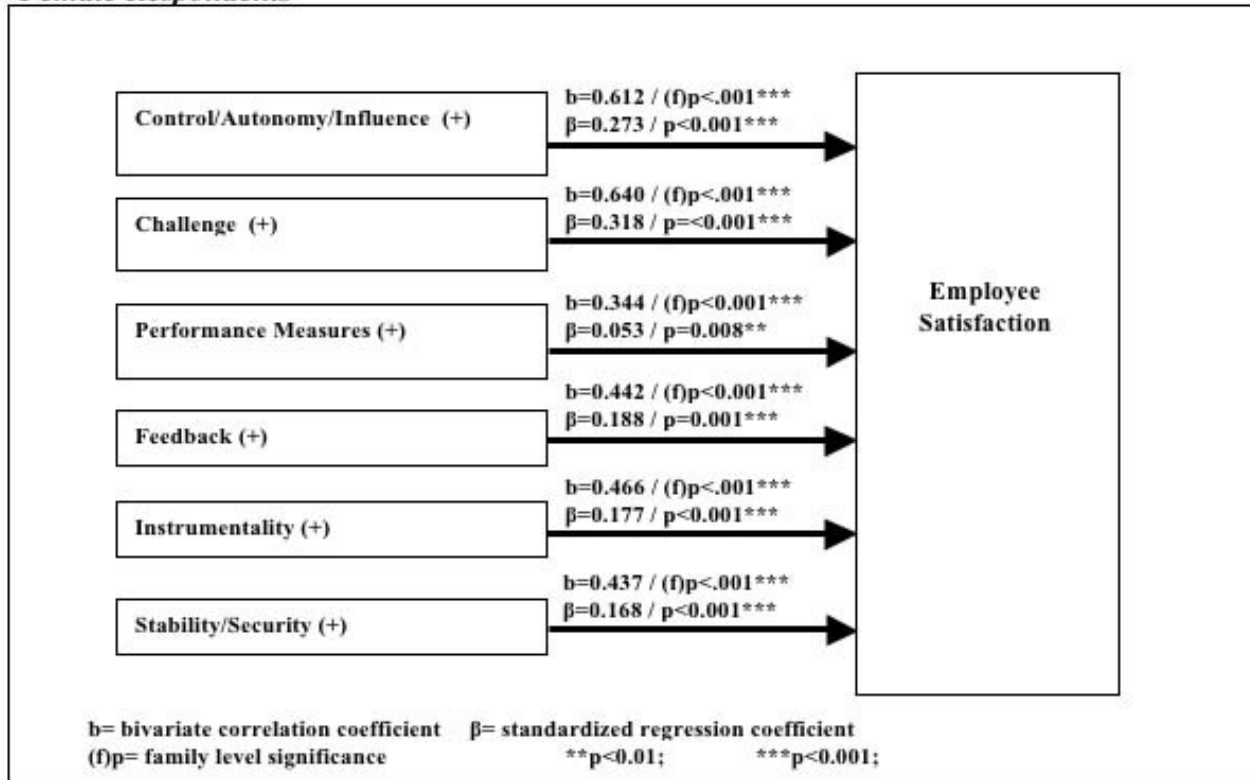 Control/Autonomy/Influence (+)
b=0.612 / (f)p<.001***
β=0.273 / p<0.001***
Challenge (+)
b=0.640 / (f)p<.001***
β=0.318 / p=<0.001***
Performance Measures (+)
b=0.344 / (f)p<0.001***
β=0.053 / p=0.008**
Feedback (+)
b=0.442 / (f)p<0.001***
β=0.188 / p=0.001***
Instrumentality (+)
b=0.466 / (f)p<.001***
β=0.177 / p<0.001***
Stability/Security (+)
b=0.437 / (f)p<.001***
β=0.168 / p<0.001***
Employee
Satisfaction
b= bivariate correlation coefficient β= standardized regression coefficient
(f)p= family level significance **p<0.01; ***p<0.001;